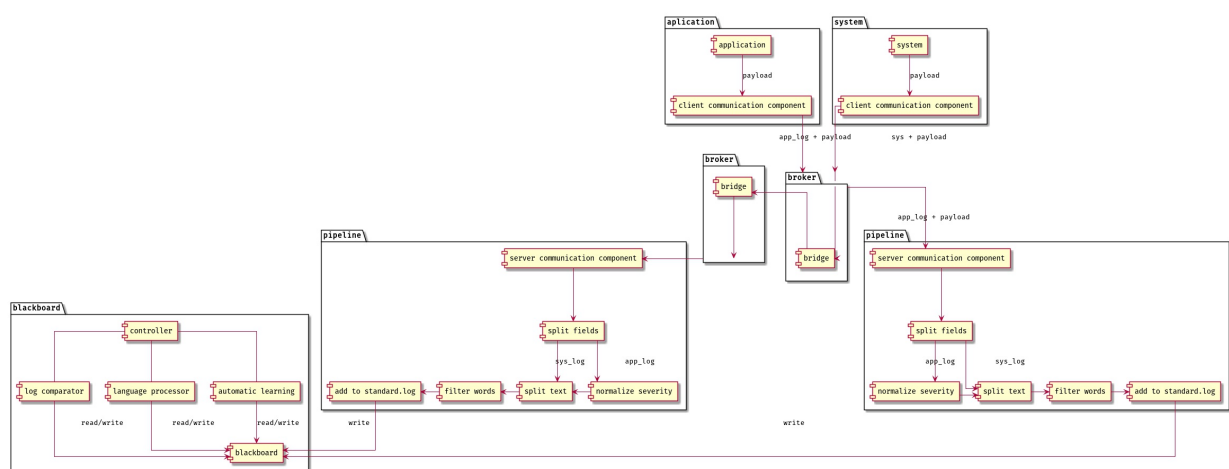 aplication
system
application
system
payload
payload
client communication component
client communication component
app_log + payload
sys + payload
broker
broker
bridge
app_log + payload
pipeline
pipeline
server communication component
bridge
server communication component
blackboard
controller
split fields
split fields
sys_log
app_log
app_log
sys_log
log comparator
language processor
automatic learning
add to standard.log
filter words
split text
normalize severity
normalize severity
split text
filter words
add to standard.log
read/write
read/write
read/write
write
write
blackboard